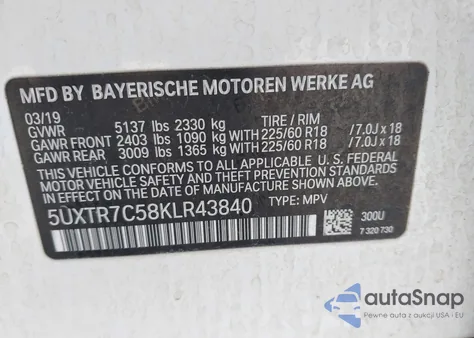 MFD BY BAYERISCHE MOTOREN WERKE AG
03/19
GVWR 5137 lbs 2330 kg TIRE / RIM
GAWR FRONT 2403 lbs 1090 kg WITH 225/60 R18 / 7.0J x 18
GAWR REAR 3009 lbs 1365 kg WITH 225/60 R18 / 7.0J x 18
THIS VEHICLE CONFORMS TO ALL APPLICABLE U. S. FEDERAL
MOTOR VEHICLE SAFETY, BUMPER, AND THEFT PREVENTION
STANDARDS IN EFFECT ON THE DATE OF MANUFACTURE SHOWN ABOVE.
5UXTR7C58KLR43840 TYPE: MPV
300U
7 320 730
autoSnap
Pewne auta z aukcji USA i EU